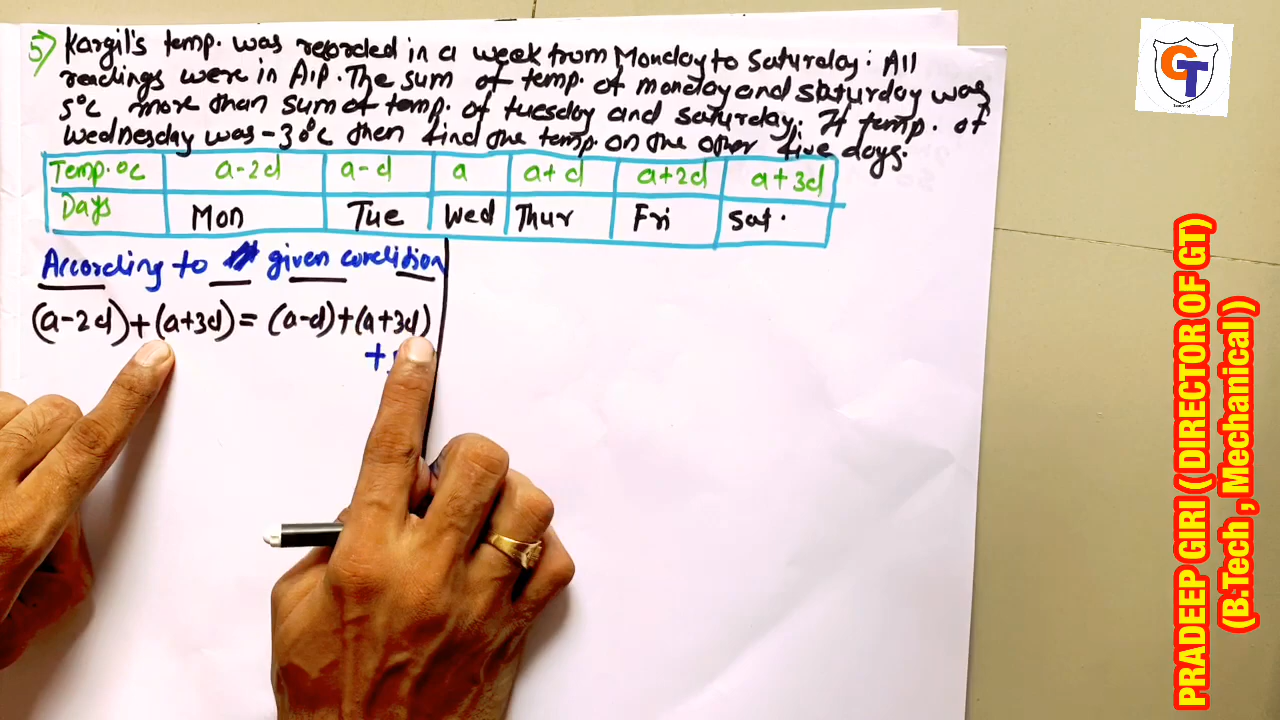 5) Kargil's temp. was recorded in a week from Monday to Saturday: All
readings were in A.P. The sum of temp. of monday and saturday was
5°C more than sum of temp. of tuesday and saturday. If temp. of
wednesday was -30°C then find the temp. on the other five days.
Temp. °C a-2d a-d a a+d a+2d a+3d
Days Mon Tue Wed Thur Fri Sat.
According to given condition
(a-2d)+(a+3d)= (a-d)+(a+3d)
+
GT
PRADEEP GIRI (( DIRECTOR OF GT)
(B.Tech , Mechanical )